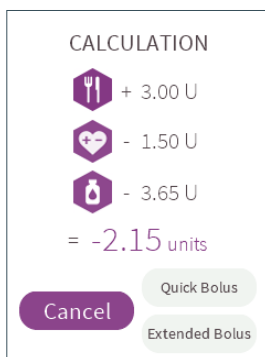 CALCULATION
+ 3.00 U
- 1.50 U
- 3.65 U
= -2.15 units
Quick Bolus
Cancel
Extended Bolus